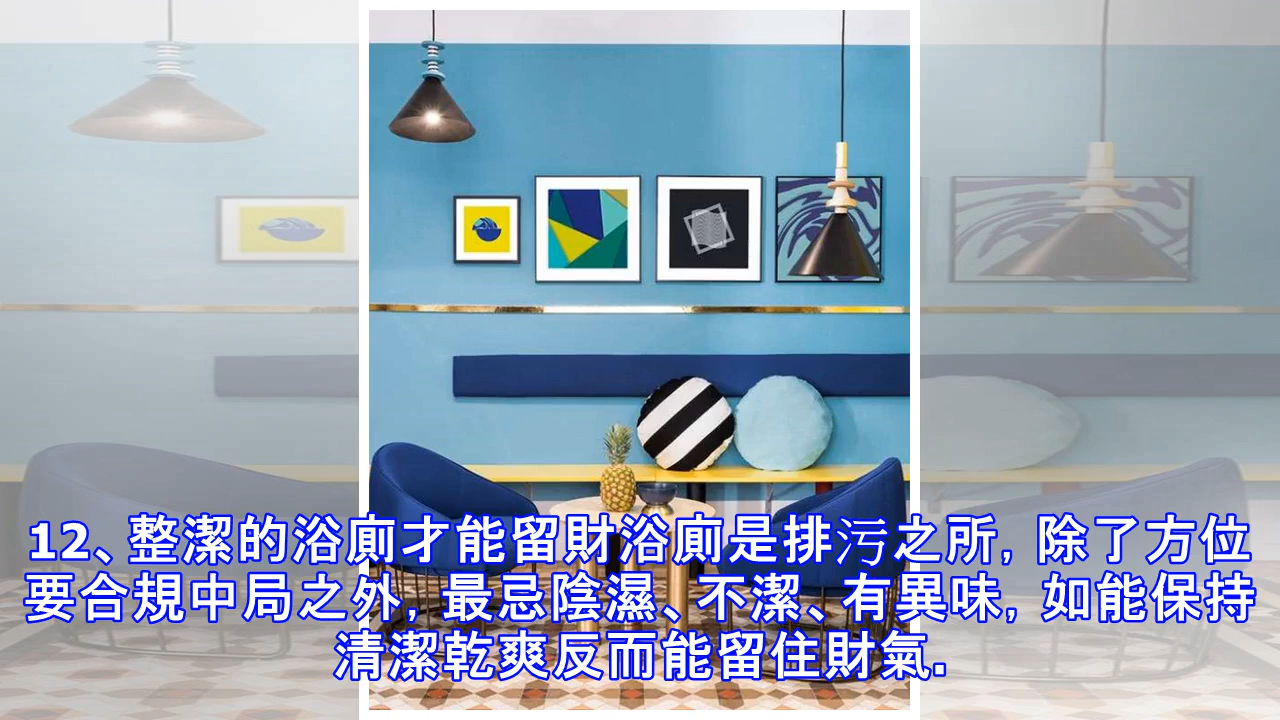 12、整潔的浴廁才能留財浴廁是排污之所, 除了方位
要合規中局之外, 最忌陰濕、不潔、有異味, 如能保持
清潔乾爽反而能留住財氣.